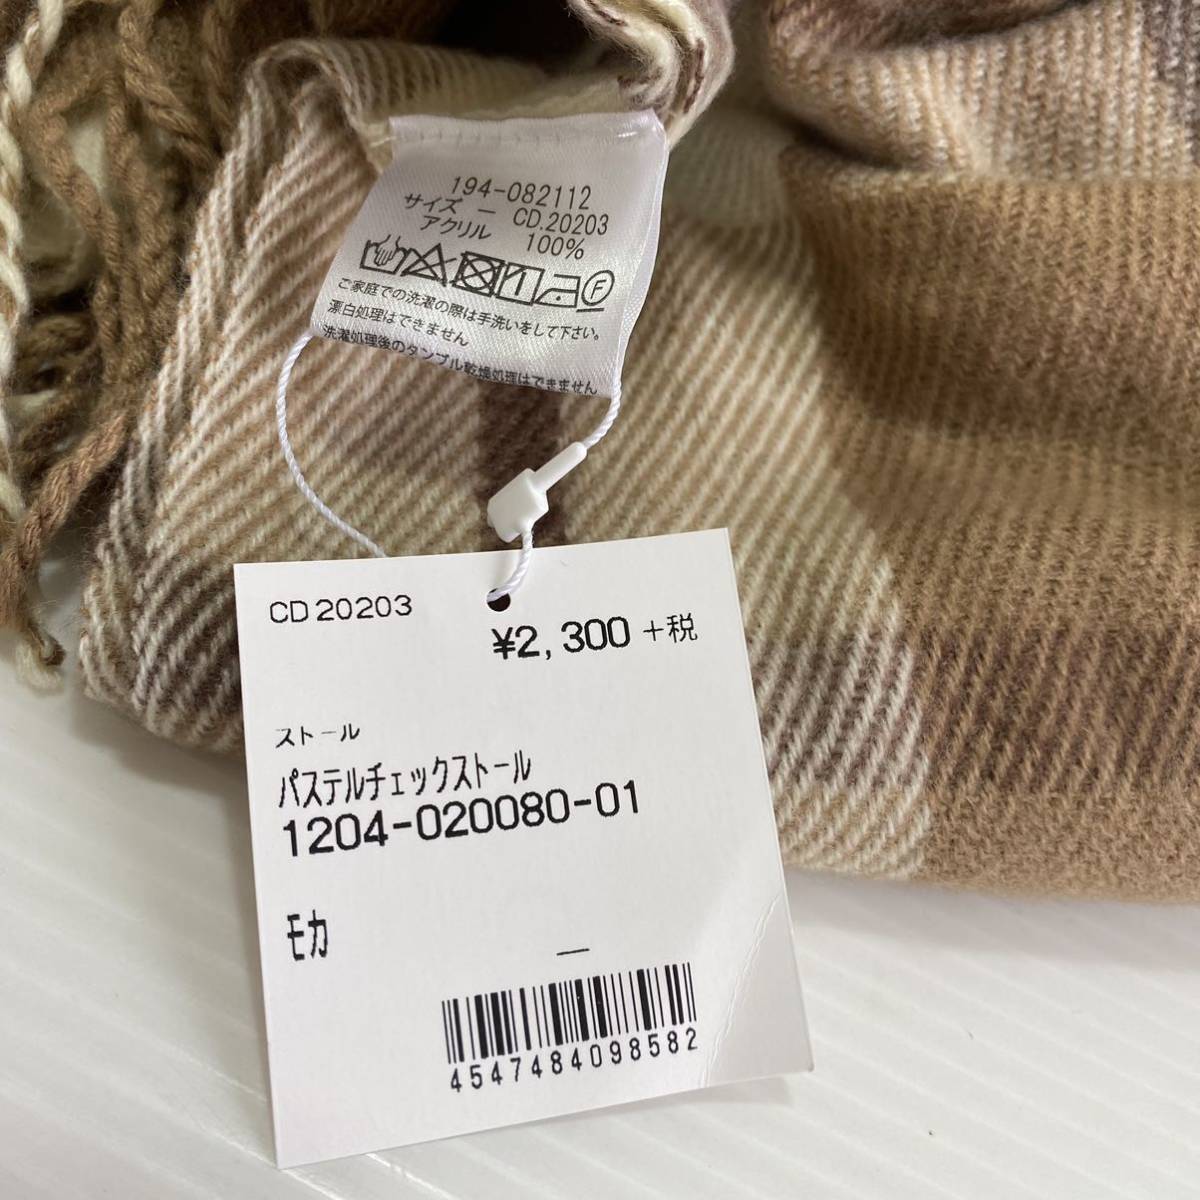 194-082112
サイズ － CD.20203
アクリル 100%
ご家庭での洗濯の際は手洗いをして下さい。
漂白処理はできません
洗濯処理後のタンブル乾燥処理はできません
CD20203
¥2,300+税
ストール
パステルチェックストール
1204-020080-01
モカ
—
4547484098582